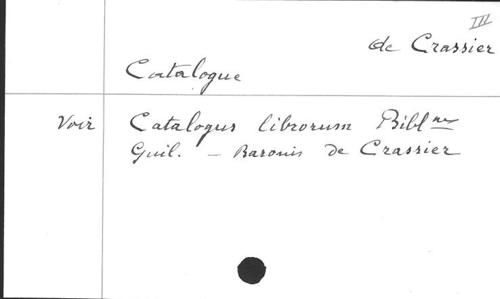 III
de Crassier
Catalogue
Voir Catalogus librorum Bibl
Guil. - Baronis de Crassier